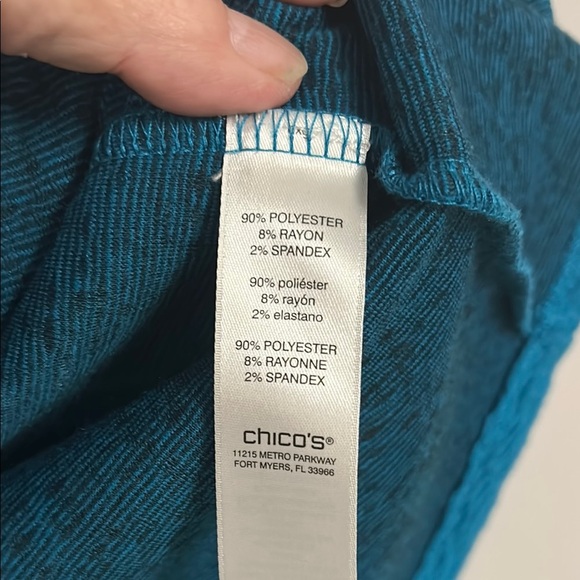 90% POLYESTER
8% RAYON
2% SPANDEX
90% poliéster
8% rayón
2% elastano
90% POLYESTER
8% RAYONNE
2% SPANDEX
chico's®
11215 METRO PARKWAY
FORT MYERS, FL 33966